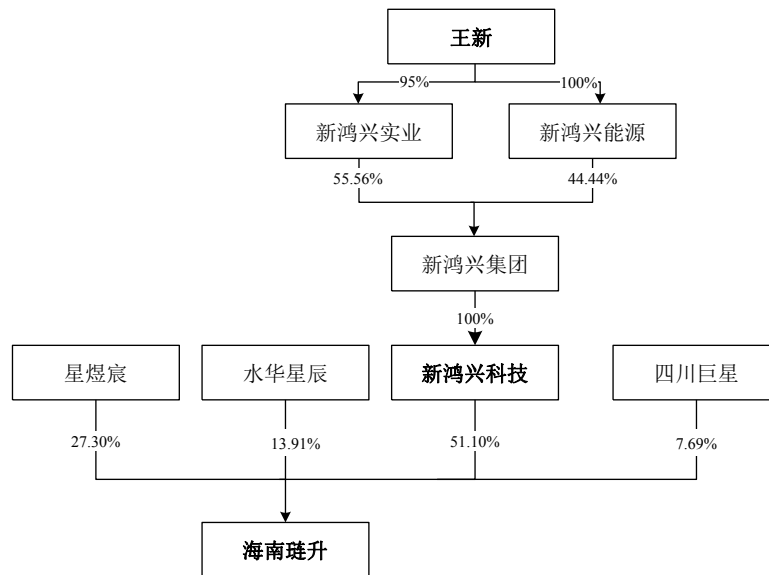 王新
95%
100%
新鸿兴实业
新鸿兴能源
55.56%
44.44%
新鸿兴集团
100%
星煜宸
水华星辰
新鸿兴科技
四川巨星
27.30%
13.91%
51.10%
7.69%
海南琏升